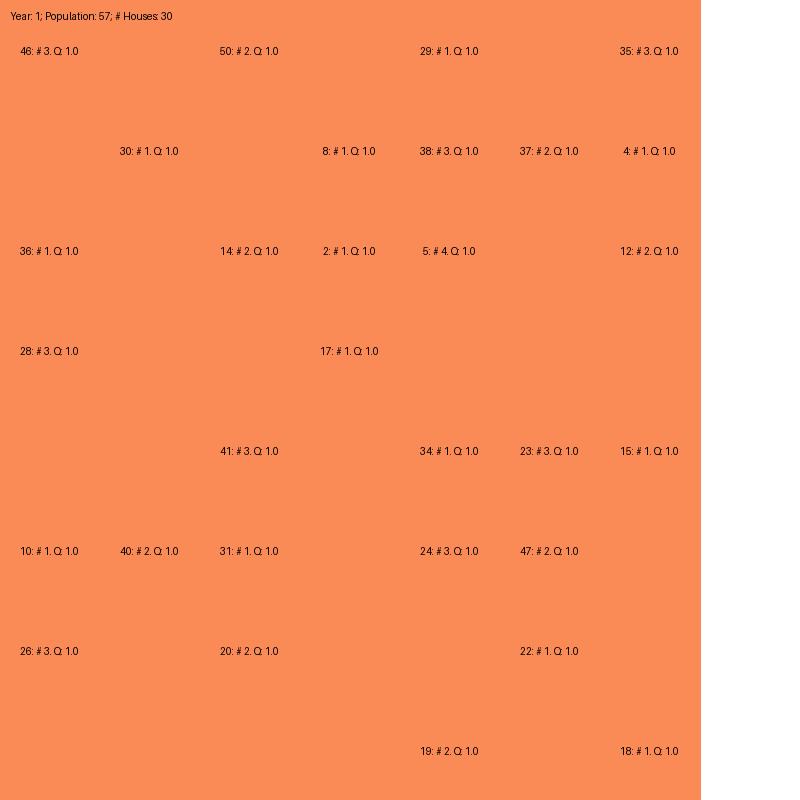 Year: 1; Population: 57; # Houses: 30
46: # 3. Q: 1.0 50: # 2. Q: 1.0 29: # 1. Q: 1.0 35: # 3. Q: 1.0
30: # 1. Q: 1.0 8: # 1. Q: 1.0 38: # 3. Q: 1.0 37: # 2. Q: 1.0 4: # 1. Q: 1.0
36: # 1. Q: 1.0 14: # 2. Q: 1.0 2: # 1. Q: 1.0 5: # 4. Q: 1.0 12: # 2. Q: 1.0
28: # 3. Q: 1.0 17: # 1. Q: 1.0
41: # 3. Q: 1.0 34: # 1. Q: 1.0 23: # 3. Q: 1.0 15: # 1. Q: 1.0
10: # 1. Q: 1.0 40: # 2. Q: 1.0 31: # 1. Q: 1.0 24: # 3. Q: 1.0 47: # 2. Q: 1.0
26: # 3. Q: 1.0 20: # 2. Q: 1.0 22: # 1. Q: 1.0
19: # 2. Q: 1.0 18: # 1. Q: 1.0